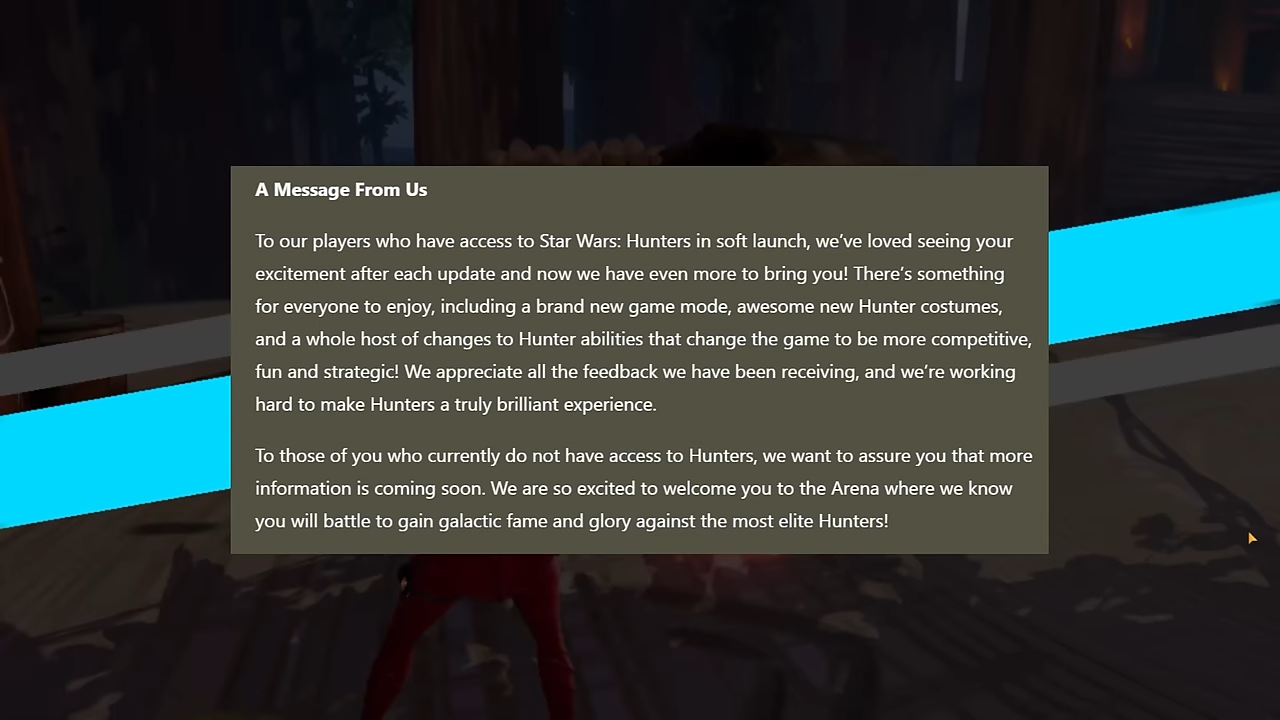 A Message From Us
To our players who have access to Star Wars: Hunters in soft launch, we’ve loved seeing your
excitement after each update and now we have even more to bring you! There’s something
for everyone to enjoy, including a brand new game mode, awesome new Hunter costumes,
and a whole host of changes to Hunter abilities that change the game to be more competitive,
fun and strategic! We appreciate all the feedback we have been receiving, and we’re working
hard to make Hunters a truly brilliant experience.
To those of you who currently do not have access to Hunters, we want to assure you that more
information is coming soon. We are so excited to welcome you to the Arena where we know
you will battle to gain galactic fame and glory against the most elite Hunters!